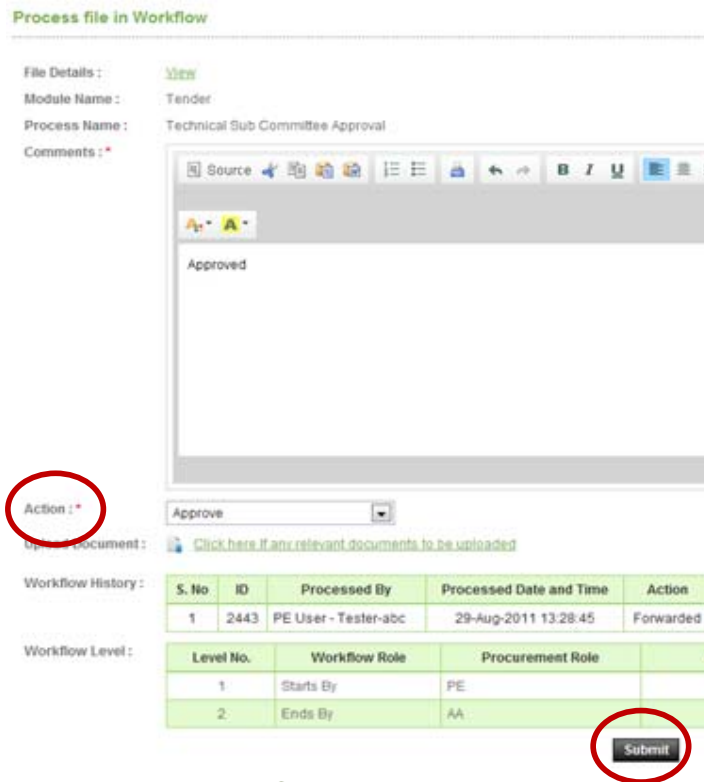 Process file in Workflow
File Details : View
Module Name : Tender
Process Name : Technical Sub Committee Approval
Comments : *
Source B I U
A A
Approved
Action : * Approve
Upload Document : Click here If any relevant documents to be uploaded
Workflow History :
S. No ID Processed By Processed Date and Time Action
1 2443 PE User - Tester-abc 29-Aug-2011 13:28:45 Forwarded
Workflow Level :
Level No. Workflow Role Procurement Role
1 Starts By PE
2 Ends By AA
Submit